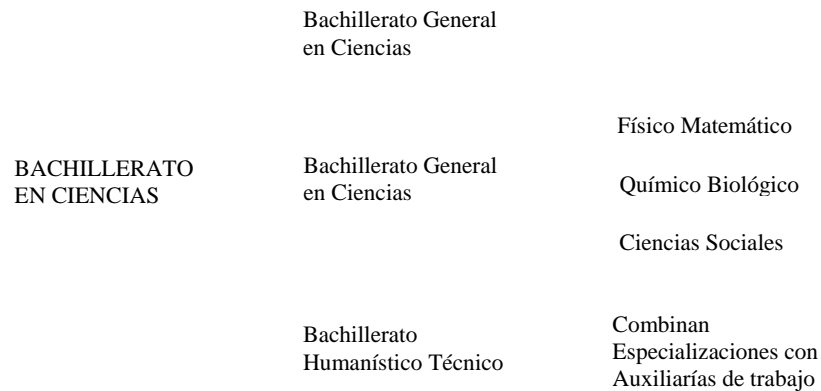 Bachillerato General
en Ciencias
BACHILLERATO
EN CIENCIAS
Bachillerato General
en Ciencias
Físico Matemático
Químico Biológico
Ciencias Sociales
Bachillerato
Humanístico Técnico
Combinan
Especializaciones con
Auxiliarías de trabajo